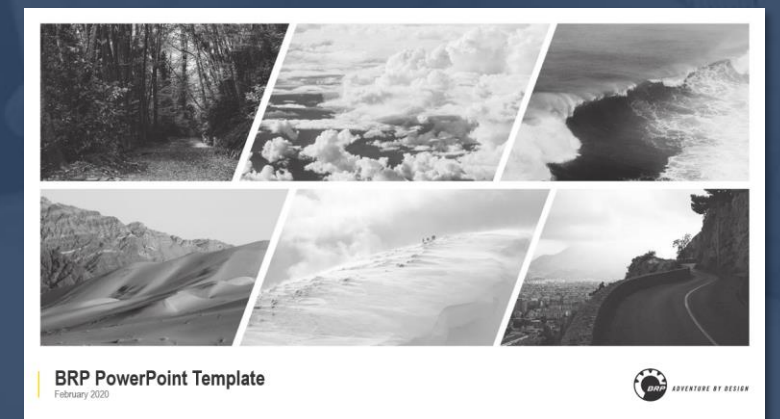 BRP PowerPoint Template
February 2020
BRP
ADVENTURE BY DESIGN